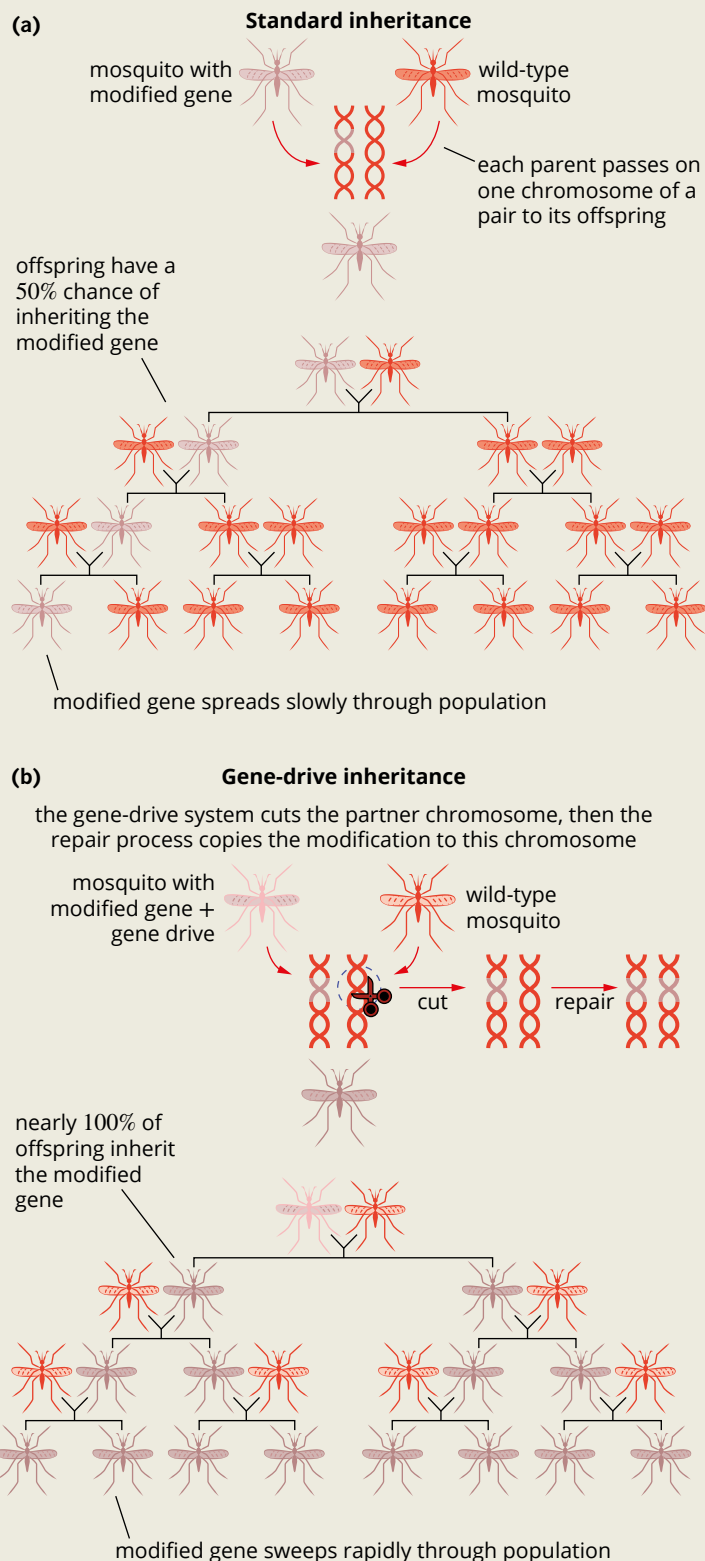 (a)
Standard inheritance
mosquito with
modified gene
wild-type
mosquito
each parent passes on
one chromosome of a
pair to its offspring
offspring have a
50% chance of
inheriting the
modified gene
modified gene spreads slowly through population
(b)
Gene-drive inheritance
the gene-drive system cuts the partner chromosome, then the
repair process copies the modification to this chromosome
mosquito with
modified gene +
gene drive
wild-type
mosquito
cut
repair
nearly 100% of
offspring inherit
the modified
gene
modified gene sweeps rapidly through population